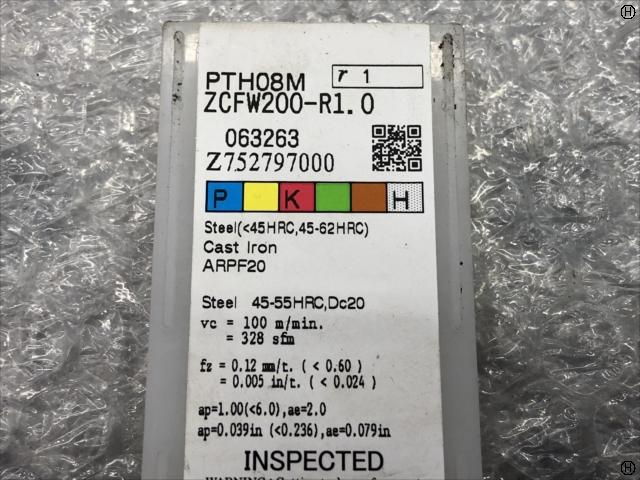 PTH08M r 1
ZCFW200-R1.0
063263
Z752797000
P K H
Steel(<45HRC,45-62HRC)
Cast Iron
ARPF20
Steel 45-55HRC,Dc20
vc = 100 m/min.
= 328 sfm
fz = 0.12 mm/t. ( < 0.60 )
= 0.005 in/t. ( < 0.024 )
ap=1.00(<6.0),ae=2.0
ap=0.039in (<0.236),ae=0.079in
INSPECTED
H
H